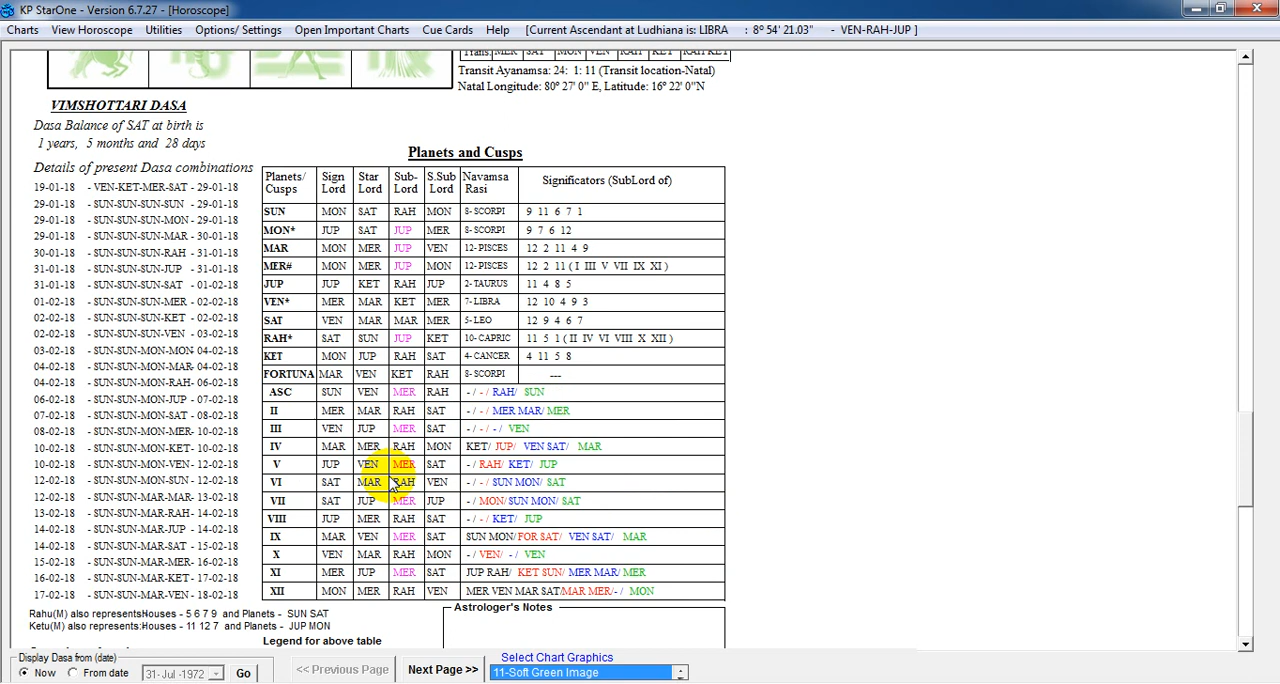 KP StarOne - Version 6.7.27 - [Horoscope]
Charts View Horoscope Utilities Options/ Settings Open Important Charts Cue Cards Help [Current Ascendant at Ludhiana is: LIBRA : 8º 54' 21.03" - VEN-RAH-JUP ]
Trans. MER SAT MON VEN RAH KET RAH KET
Transit Ayanamsa: 24: 1: 11 (Transit location-Natal)
Natal Longitude: 80º 27' 0" E, Latitude: 16º 22' 0"N
VIMSHOTTARI DASA
Dasa Balance of SAT at birth is
1 years, 5 months and 28 days
Details of present Dasa combinations
19-01-18 - VEN-KET-MER-SAT - 29-01-18
29-01-18 - SUN-SUN-SUN-SUN - 29-01-18
29-01-18 - SUN-SUN-SUN-MON - 29-01-18
29-01-18 - SUN-SUN-SUN-MAR - 30-01-18
30-01-18 - SUN-SUN-SUN-RAH - 31-01-18
31-01-18 - SUN-SUN-SUN-JUP - 31-01-18
31-01-18 - SUN-SUN-SUN-SAT - 01-02-18
01-02-18 - SUN-SUN-SUN-MER - 02-02-18
02-02-18 - SUN-SUN-SUN-KET - 02-02-18
02-02-18 - SUN-SUN-SUN-VEN - 03-02-18
03-02-18 - SUN-SUN-MON-MON- 04-02-18
04-02-18 - SUN-SUN-MON-MAR- 04-02-18
04-02-18 - SUN-SUN-MON-RAH- 06-02-18
06-02-18 - SUN-SUN-MON-JUP - 07-02-18
07-02-18 - SUN-SUN-MON-SAT - 08-02-18
08-02-18 - SUN-SUN-MON-MER- 10-02-18
10-02-18 - SUN-SUN-MON-KET- 10-02-18
10-02-18 - SUN-SUN-MON-VEN- 12-02-18
12-02-18 - SUN-SUN-MON-SUN - 12-02-18
12-02-18 - SUN-SUN-MAR-MAR- 13-02-18
13-02-18 - SUN-SUN-MAR-RAH - 14-02-18
14-02-18 - SUN-SUN-MAR-JUP - 14-02-18
14-02-18 - SUN-SUN-MAR-SAT - 15-02-18
15-02-18 - SUN-SUN-MAR-MER- 16-02-18
16-02-18 - SUN-SUN-MAR-KET - 17-02-18
17-02-18 - SUN-SUN-MAR-VEN - 18-02-18
Planets and Cusps
Planets/ Cusps Sign Lord Star Lord Sub-Lord S.Sub Lord Navamsa Rasi Significators (SubLord of)
SUN MON SAT RAH MON 8- SCORPI 9 11 6 7 1
MON* JUP SAT JUP MER 8- SCORPI 9 7 6 12
MAR MON MER JUP VEN 12- PISCES 12 2 11 4 9
MER# MON MER JUP MON 12- PISCES 12 2 11 ( I III V VII IX XI )
JUP JUP KET RAH JUP 2- TAURUS 11 4 8 5
VEN* MER MAR KET MER 7- LIBRA 12 10 4 9 3
SAT VEN MAR MAR MER 5- LEO 12 9 4 6 7
RAH* SAT SUN JUP KET 10- CAPRIC 11 5 1 ( II IV VI VIII X XII )
KET MON JUP RAH SAT 4- CANCER 4 11 5 8
FORTUNA MAR VEN KET RAH 8- SCORPI ---
ASC SUN VEN MER RAH - / - / RAH/ SUN
II MER MAR RAH SAT - / - / MER MAR/ MER
III VEN JUP MER SAT - / - / - / VEN
IV MAR MER RAH MON KET/ JUP/ VEN SAT/ MAR
V JUP VEN MER SAT - / RAH/ KET/ JUP
VI SAT MAR RAH VEN - / - / SUN MON/ SAT
VII SAT JUP MER JUP - / MON/ SUN MON/ SAT
VIII JUP MER RAH SAT - / - / KET/ JUP
IX MAR VEN MER SAT SUN MON/ FOR SAT/ VEN SAT/ MAR
X VEN MAR RAH MON - / VEN/ - / VEN
XI MER JUP MER SAT JUP RAH/ KET SUN/ MER MAR/ MER
XII MON MER RAH VEN MER VEN MAR SAT/ MAR MER/ - / MON
Rahu(M) also represents:Houses - 5 6 7 9 and Planets - SUN SAT
Ketu(M) also represents:Houses - 11 12 7 and Planets - JUP MON
Astrologer's Notes
Legend for above table
Display Dasa from (date)
Now From date 31- Jul -1972 Go
<< Previous Page Next Page >>
Select Chart Graphics
11-Soft Green Image